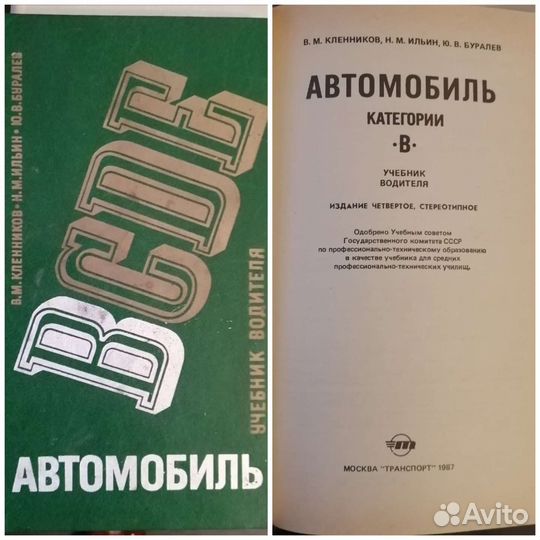 В. М. КЛЕННИКОВ · Н. М. ИЛЬИН · Ю. В. БУРАЛЕВ
BCDE
УЧЕБНИК ВОДИТЕЛЯ
АВТОМОБИЛЬ
В. М. КЛЕННИКОВ, Н. М. ИЛЬИН, Ю. В. БУРАЛЕВ
АВТОМОБИЛЬ
КАТЕГОРИИ
·В·
УЧЕБНИК
ВОДИТЕЛЯ
ИЗДАНИЕ ЧЕТВЕРТОЕ, СТЕРЕОТИПНОЕ
Одобрено Учебным советом
Государственного комитета СССР
по профессионально-техническому образованию
в качестве учебника для средних
профессионально-технических училищ.
m
МОСКВА "ТРАНСПОРТ" 1987
Avito